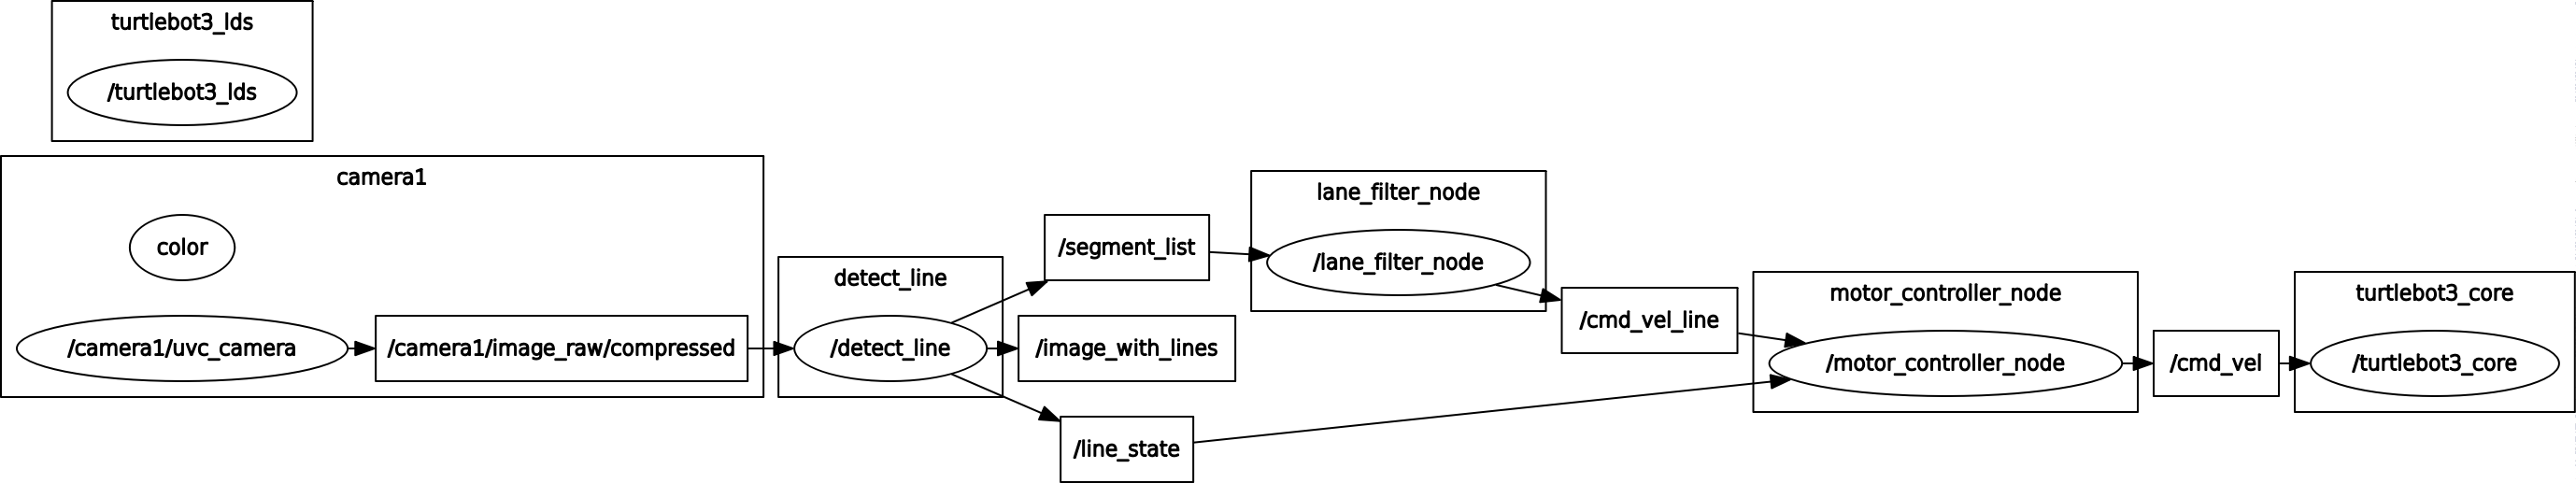 turtlebot3_lds
/turtlebot3_lds
camera1
color
/camera1/uvc_camera
/camera1/image_raw/compressed
detect_line
/detect_line
/segment_list
/image_with_lines
/line_state
lane_filter_node
/lane_filter_node
/cmd_vel_line
motor_controller_node
/motor_controller_node
/cmd_vel
turtlebot3_core
/turtlebot3_core